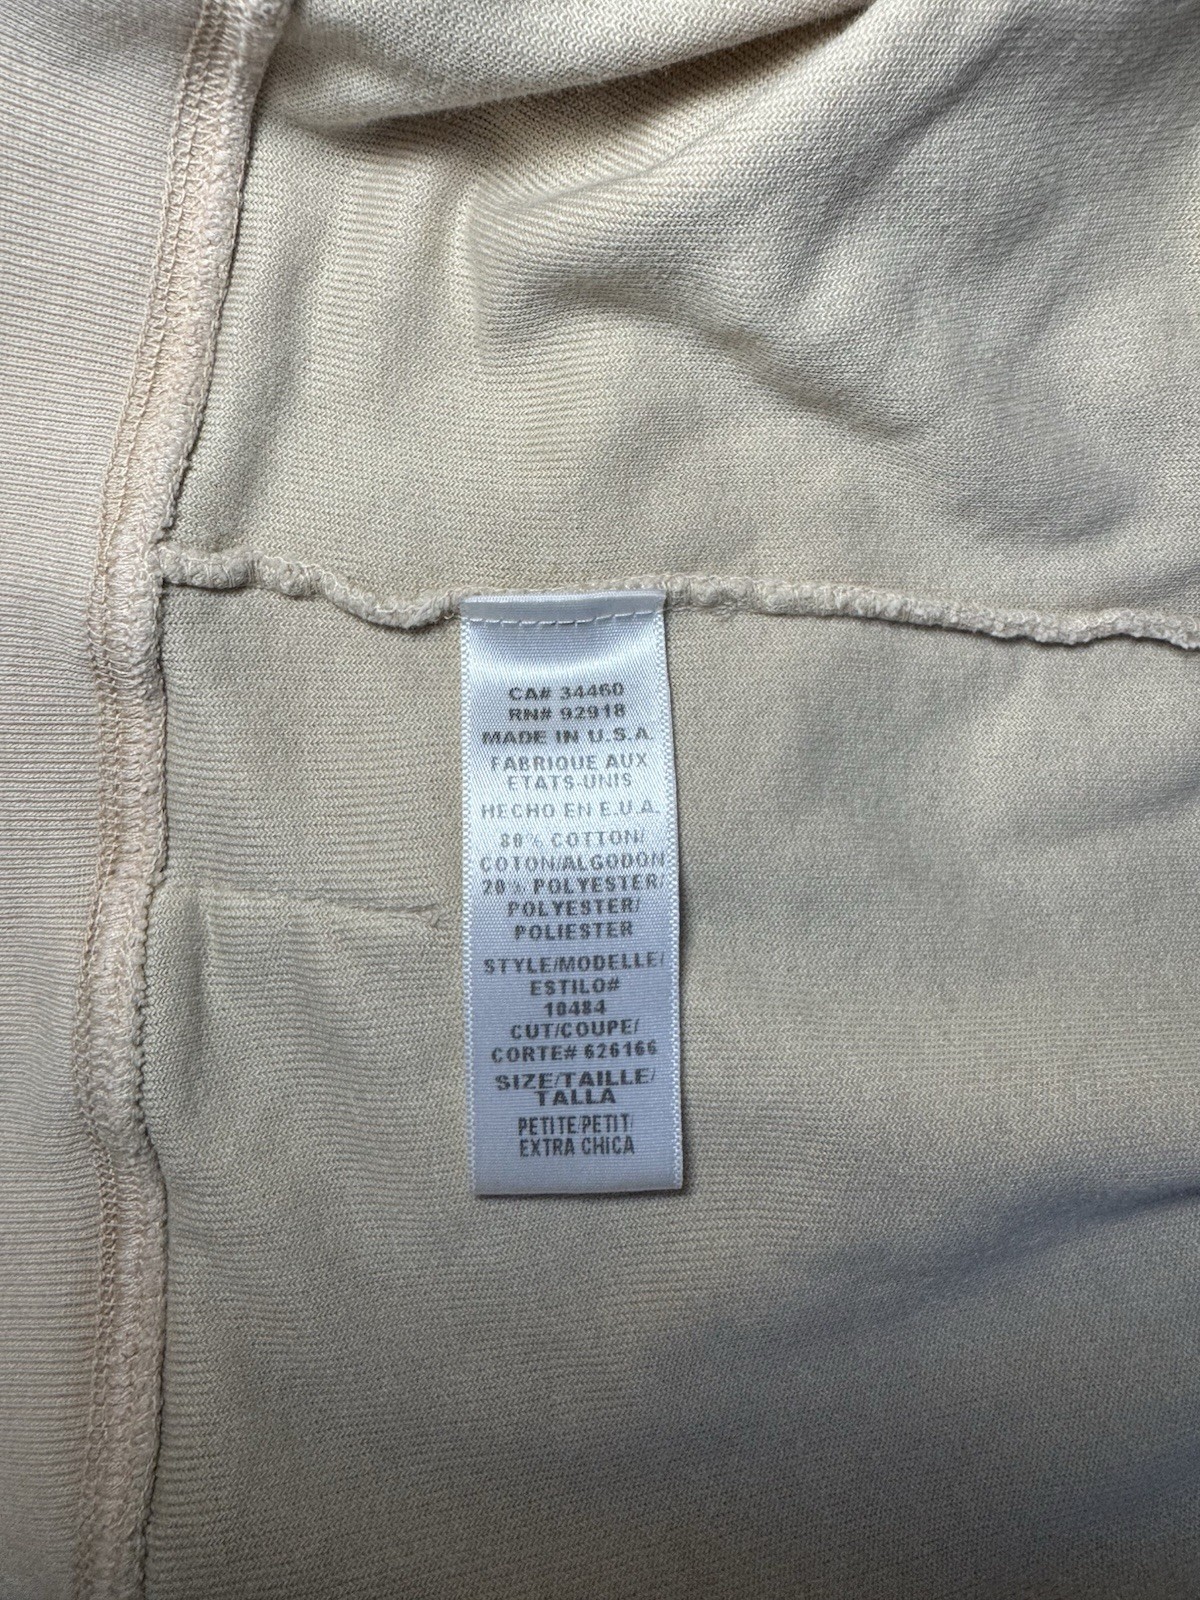 CA# 34460
RN# 92918
MADE IN U.S.A.
FABRIQUE AUX
ETATS-UNIS
HECHO EN E.U.A.
80% COTTON/
COTON/ALGODON
20% POLYESTER/
POLYESTER/
POLIESTER
STYLE/MODELLE/
ESTILO#
10484
CUT/COUPE/
CORTE# 626166
SIZE/TAILLE/
TALLA
PETITE/PETIT/
EXTRA CHICA